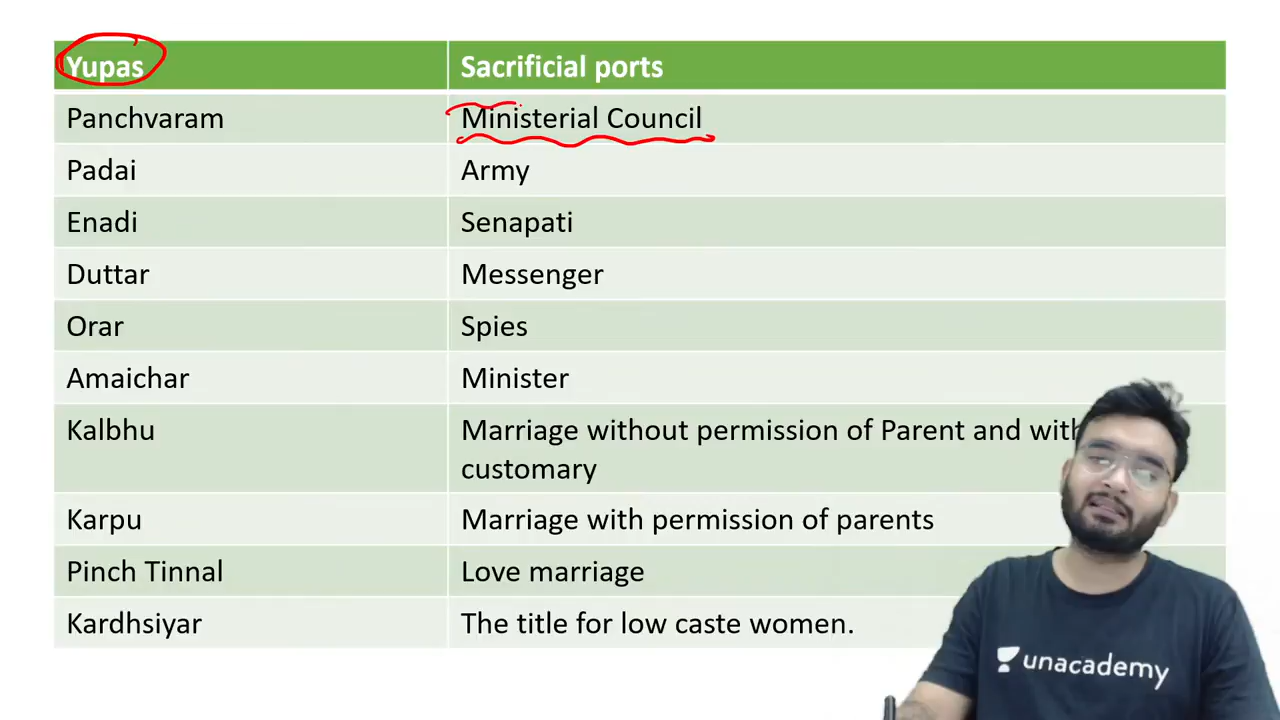 Yupas Sacrificial ports
Panchvaram Ministerial Council
Padai Army
Enadi Senapati
Duttar Messenger
Orar Spies
Amaichar Minister
Kalbhu Marriage without permission of Parent and
customary
Karpu Marriage with permission of parents
Pinch Tinnal Love marriage
Kardhsiyar The title for low caste women.
unacademy